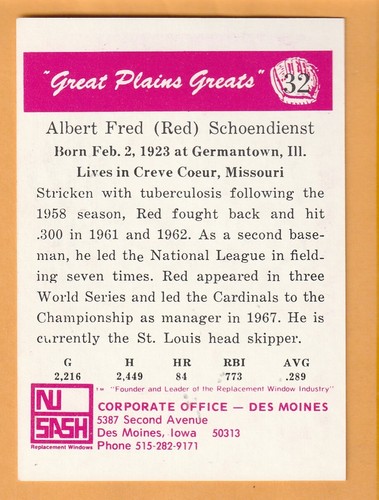 "Great Plains Greats"
32
Albert Fred (Red) Schoendienst
Born Feb. 2, 1923 at Germantown, Ill.
Lives in Creve Coeur, Missouri
Stricken with tuberculosis following the
1958 season, Red fought back and hit
.300 in 1961 and 1962. As a second base-
man, he led the National League in field-
ing seven times. Red appeared in three
World Series and led the Cardinals to the
Championship as manager in 1967. He is
currently the St. Louis head skipper.
G H HR RBI AVG
2,216 2,449 84 773 .289
™ "Founder and Leader of the Replacement Window Industry"
NU
SASH
Replacement Windows
CORPORATE OFFICE — DES MOINES
5387 Second Avenue
Des Moines, Iowa 50313
Phone 515-282-9171